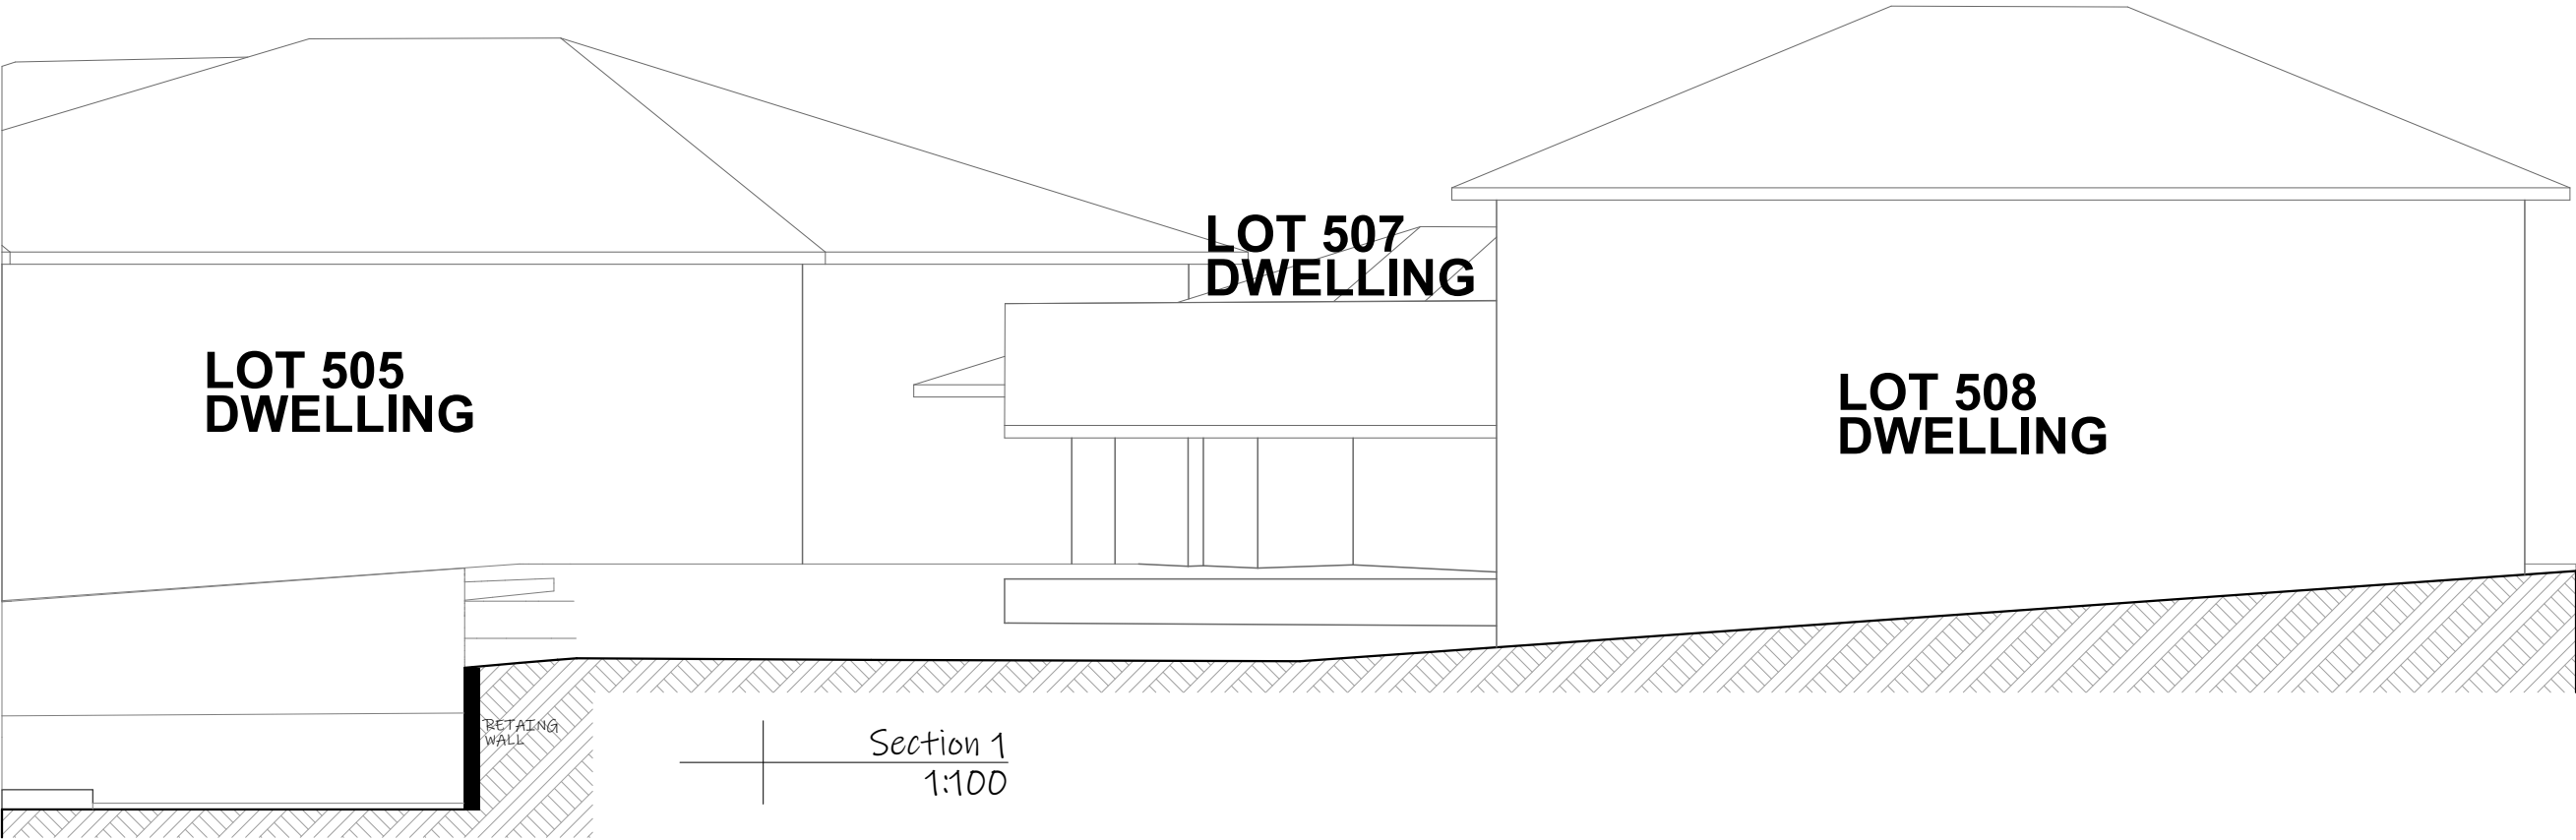 LOT 507
DWELLING
LOT 505
DWELLING
LOT 508
DWELLING
RETAING
WALL
Section 1
1:100